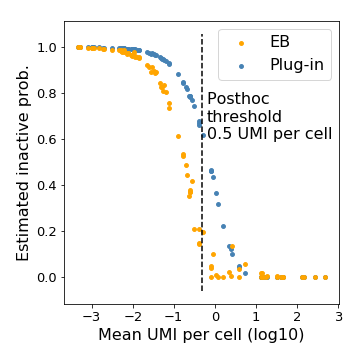 EB
Plug-in
Posthoc
threshold
0.5 UMI per cell
Estimated inactive prob.
1.0
0.8
0.6
0.4
0.2
0.0
−3 −2 −1 0 1 2 3
Mean UMI per cell (log10)